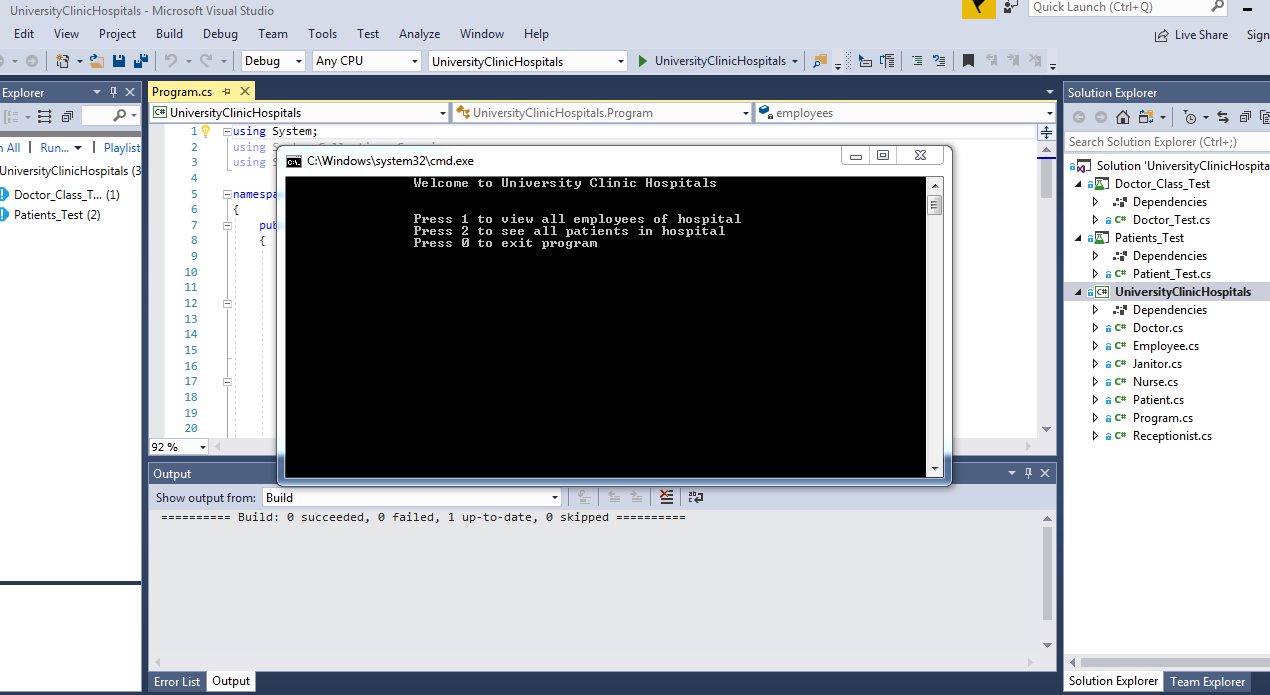 UniversityClinicHospitals - Microsoft Visual Studio
Quick Launch (Ctrl+Q)
Edit View Project Build Debug Team Tools Test Analyze Window Help
Live Share Sign
Debug Any CPU UniversityClinicHospitals UniversityClinicHospitals
Explorer
All Run... Playlist
UniversityClinicHospitals (3
Doctor_Class_T... (1)
Patients_Test (2)
Program.cs
UniversityClinicHospitals UniversityClinicHospitals.Program employees
1 using System;
2 using
3 using
4
5 namespa
6 {
7 pub
8 {
9
10
11
12
13
14
15
16
17
18
19
20
92 %
C:\Windows\system32\cmd.exe
Welcome to University Clinic Hospitals
Press 1 to view all employees of hospital
Press 2 to see all patients in hospital
Press 0 to exit program
Output
Show output from: Build
========== Build: 0 succeeded, 0 failed, 1 up-to-date, 0 skipped ==========
Error List Output
Solution Explorer
Search Solution Explorer (Ctrl+;)
Solution 'UniversityClinicHospita
Doctor_Class_Test
Dependencies
Doctor_Test.cs
Patients_Test
Dependencies
Patient_Test.cs
UniversityClinicHospitals
Dependencies
C# Doctor.cs
C# Employee.cs
C# Janitor.cs
C# Nurse.cs
C# Patient.cs
C# Program.cs
C# Receptionist.cs
Solution Explorer Team Explorer